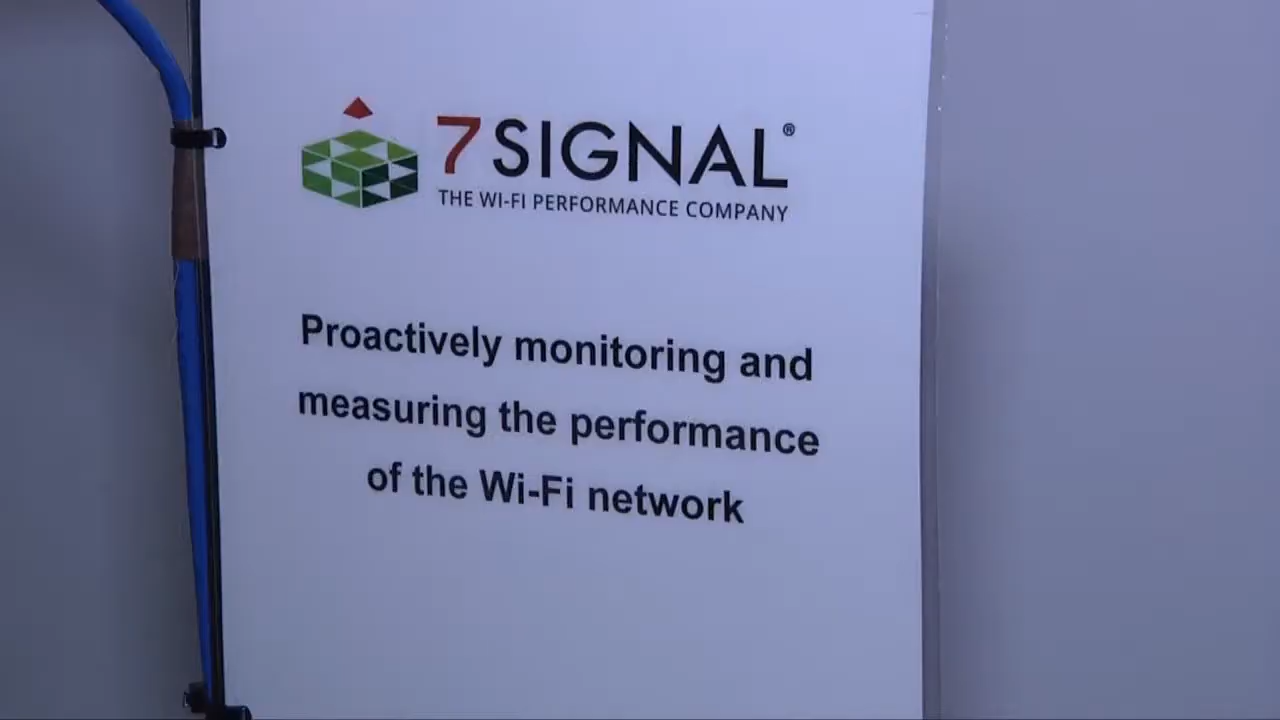 7SIGNAL®
THE WI-FI PERFORMANCE COMPANY
Proactively monitoring and
measuring the performance
of the Wi-Fi network